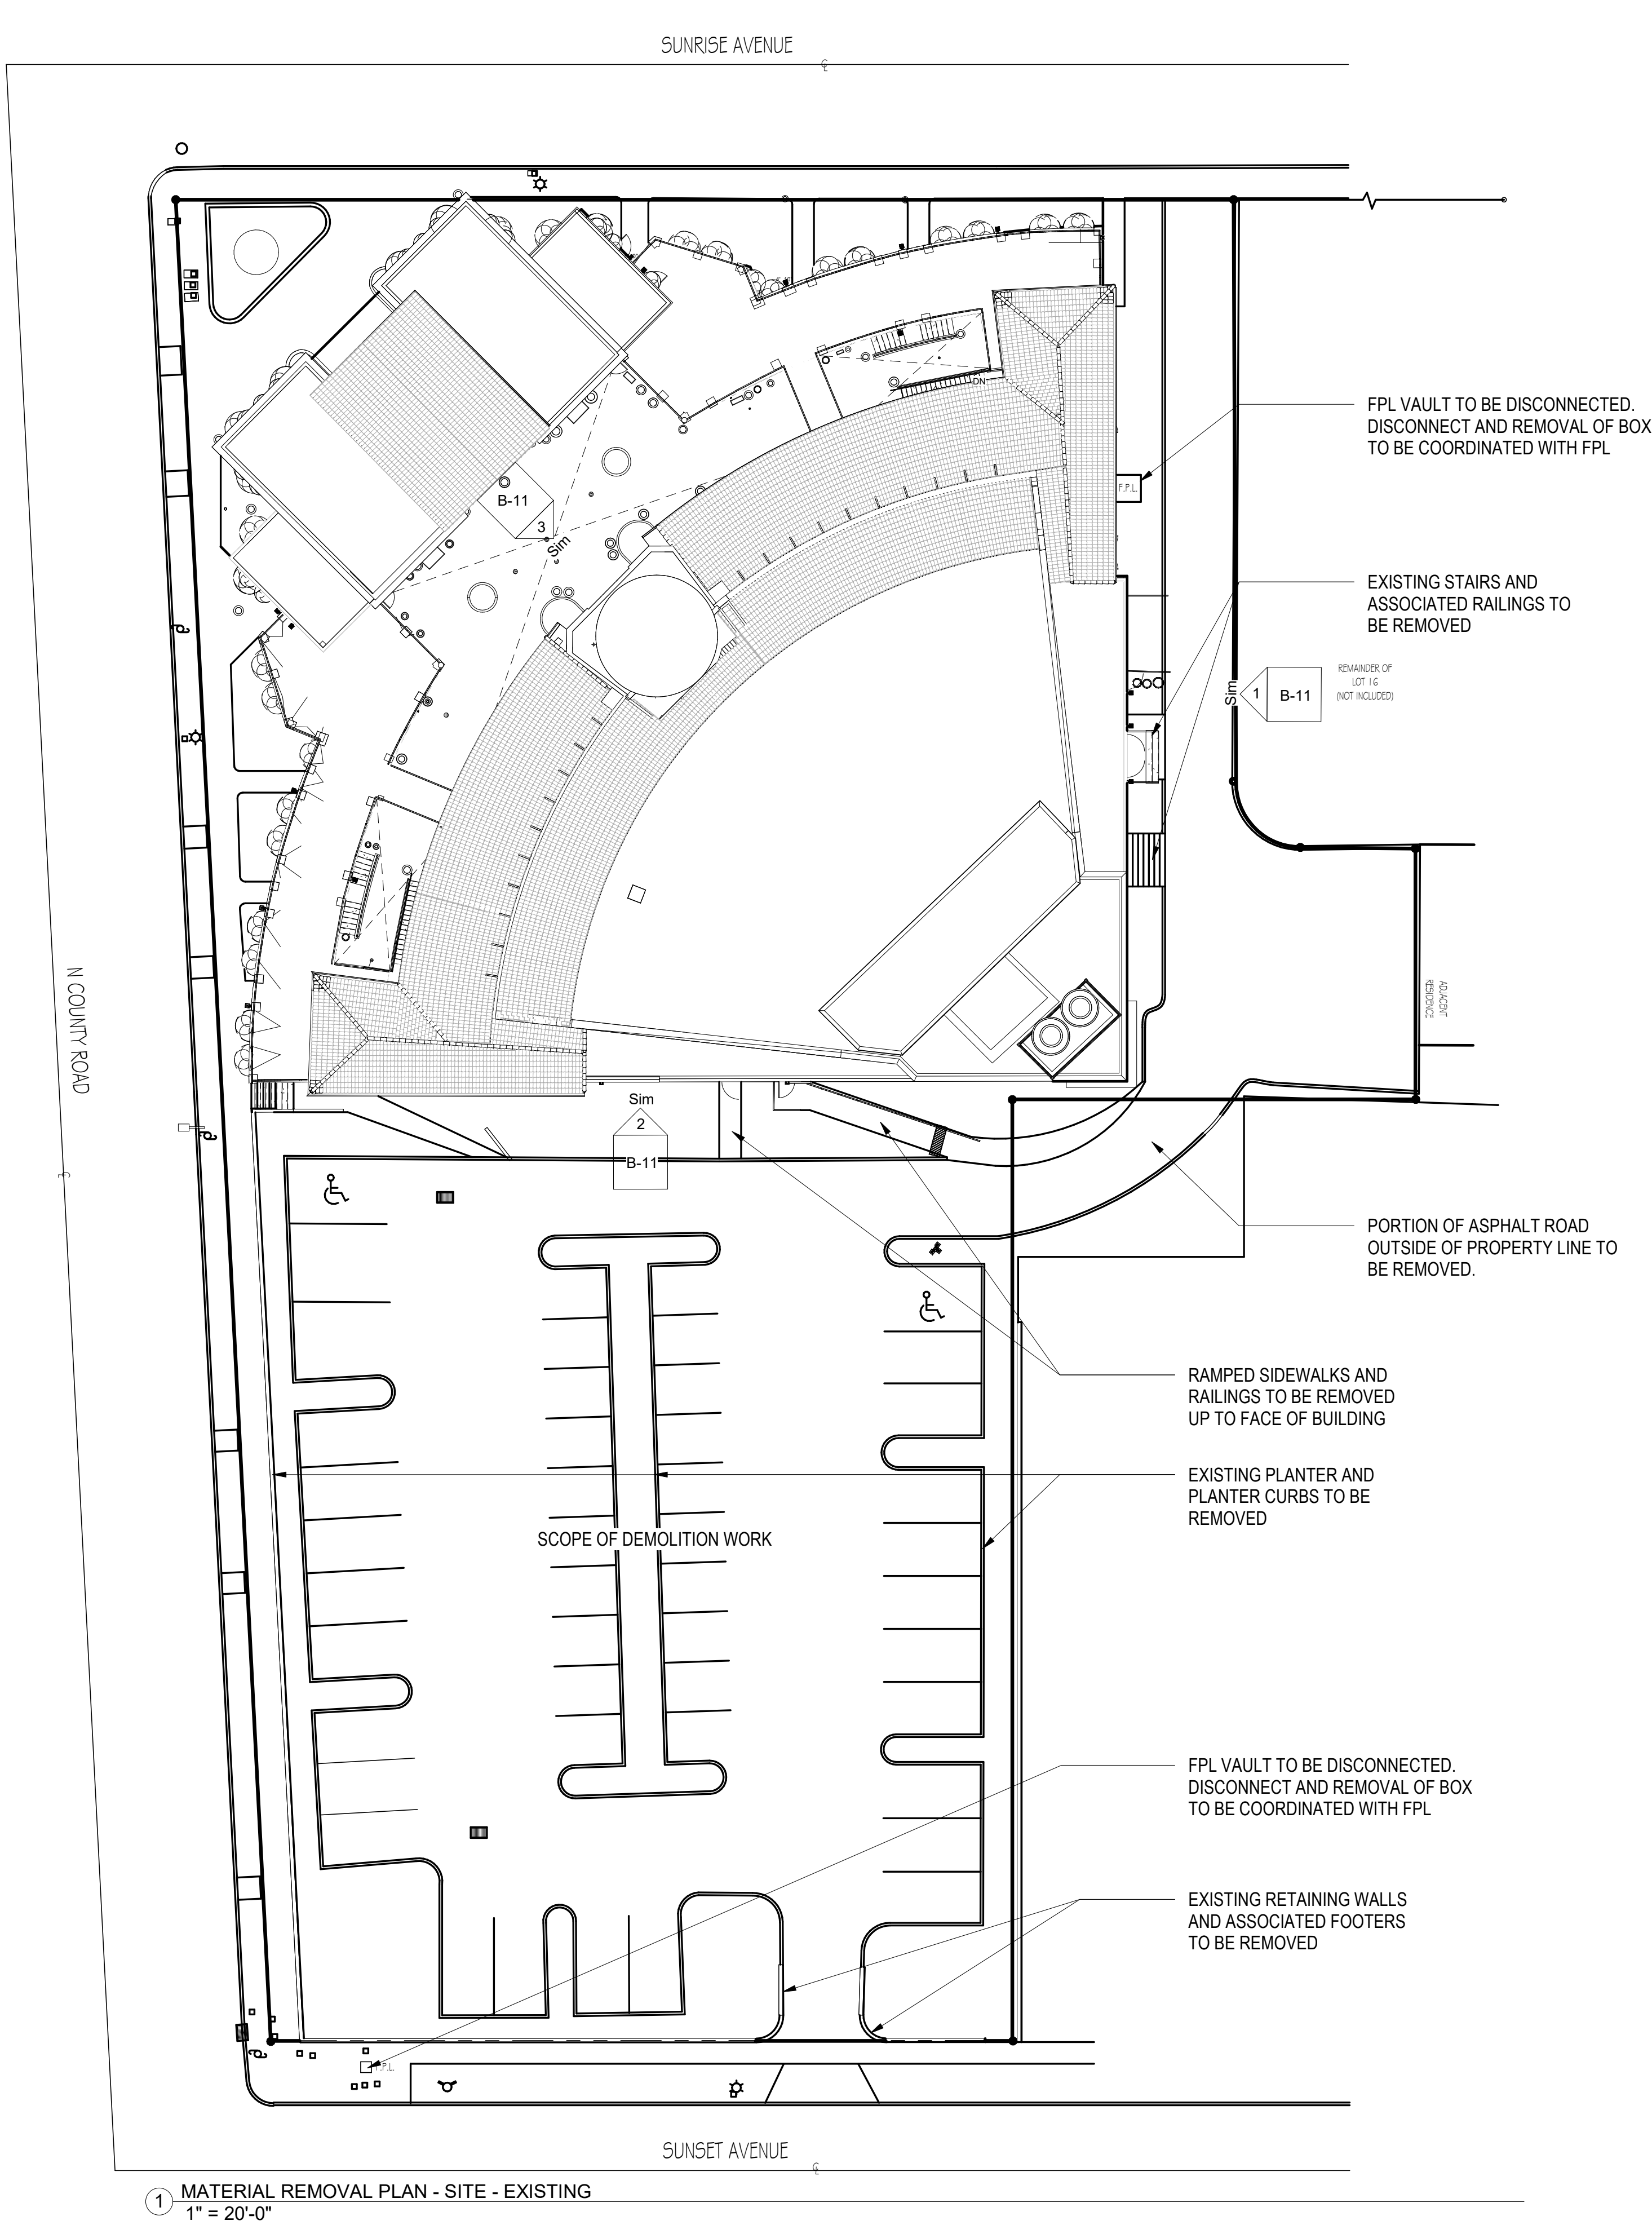 SUNRISE AVENUE
FPL VAULT TO BE DISCONNECTED.
DISCONNECT AND REMOVAL OF BOX
TO BE COORDINATED WITH FPL
DN
F.P.L.
B-11
3
Sim
EXISTING STAIRS AND
ASSOCIATED RAILINGS TO
BE REMOVED
Sim
1
B-11
REMAINDER OF
LOT 16
(NOT INCLUDED)
N COUNTY ROAD
ADJACENT
RESIDENCE
Sim
2
B-11
PORTION OF ASPHALT ROAD
OUTSIDE OF PROPERTY LINE TO
BE REMOVED.
RAMPED SIDEWALKS AND
RAILINGS TO BE REMOVED
UP TO FACE OF BUILDING
EXISTING PLANTER AND
PLANTER CURBS TO BE
REMOVED
SCOPE OF DEMOLITION WORK
FPL VAULT TO BE DISCONNECTED.
DISCONNECT AND REMOVAL OF BOX
TO BE COORDINATED WITH FPL
EXISTING RETAINING WALLS
AND ASSOCIATED FOOTERS
TO BE REMOVED
F.P.L.
SUNSET AVENUE
1 MATERIAL REMOVAL PLAN - SITE - EXISTING
1" = 20'-0"